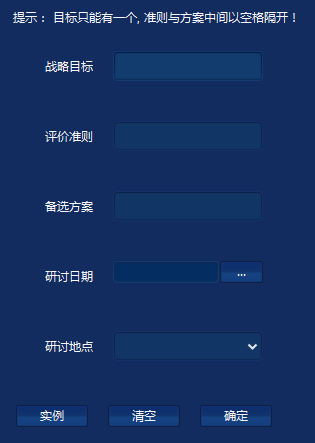 提示： 目标只能有一个, 准则与方案中间以空格隔开！
战略目标
评价准则
备选方案
研讨日期 ...
研讨地点
实例 清空 确定